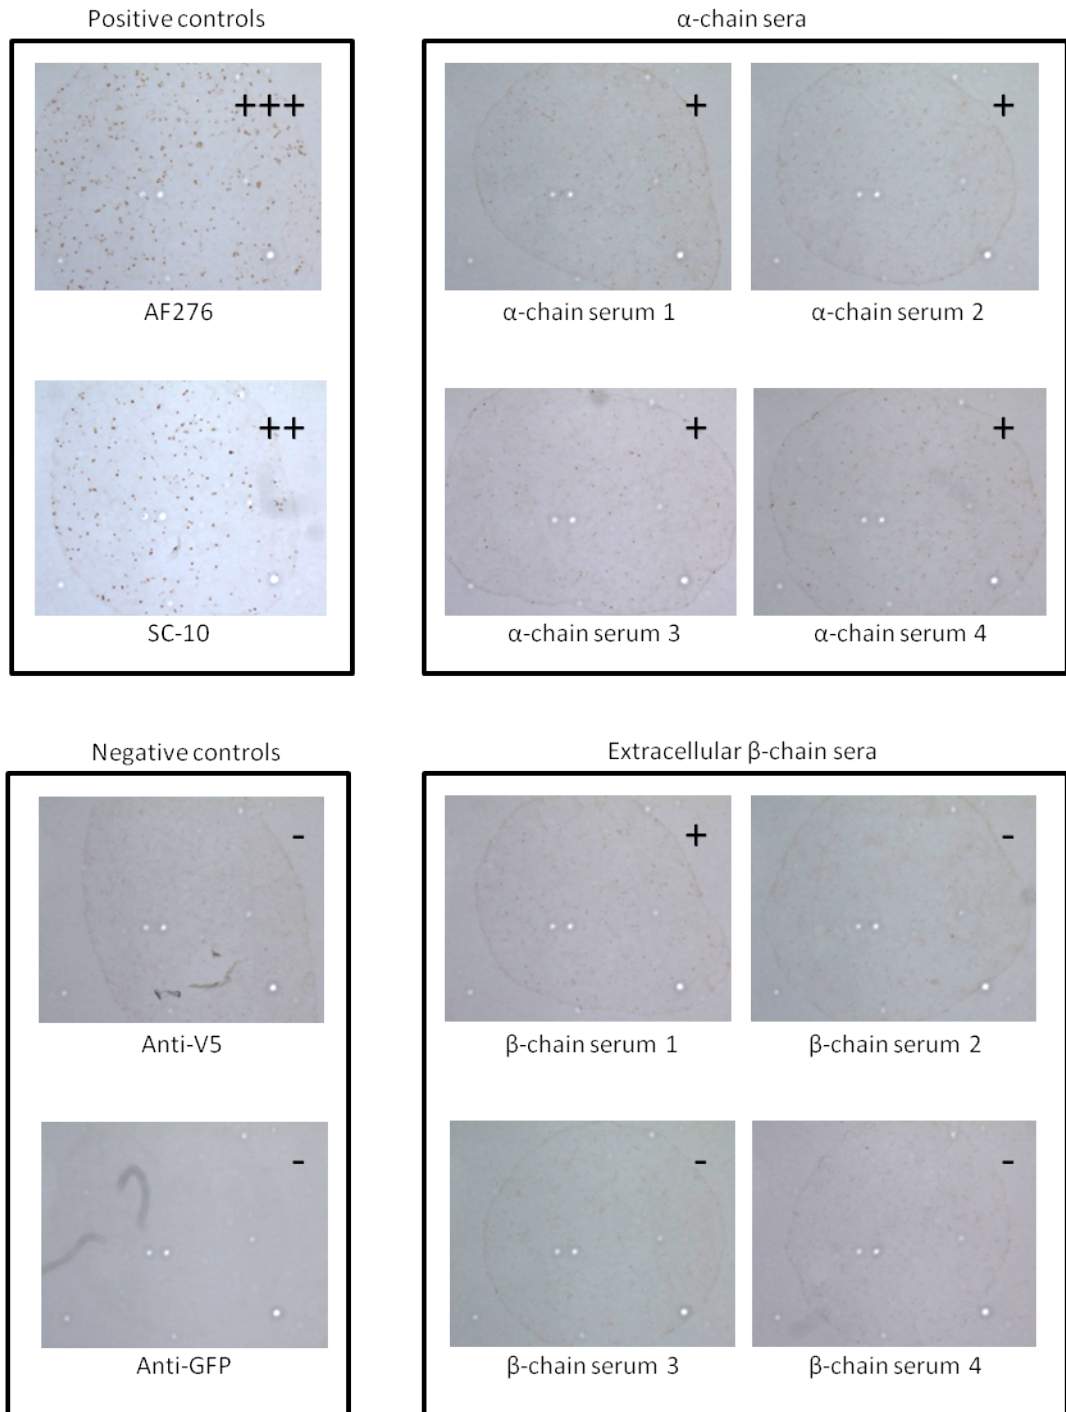 Positive controls
α-chain sera
+++
+
+
AF276
α-chain serum 1
α-chain serum 2
++
+
+
SC-10
α-chain serum 3
α-chain serum 4
Negative controls
Extracellular β-chain sera
-
+
-
Anti-V5
β-chain serum 1
β-chain serum 2
-
-
-
Anti-GFP
β-chain serum 3
β-chain serum 4